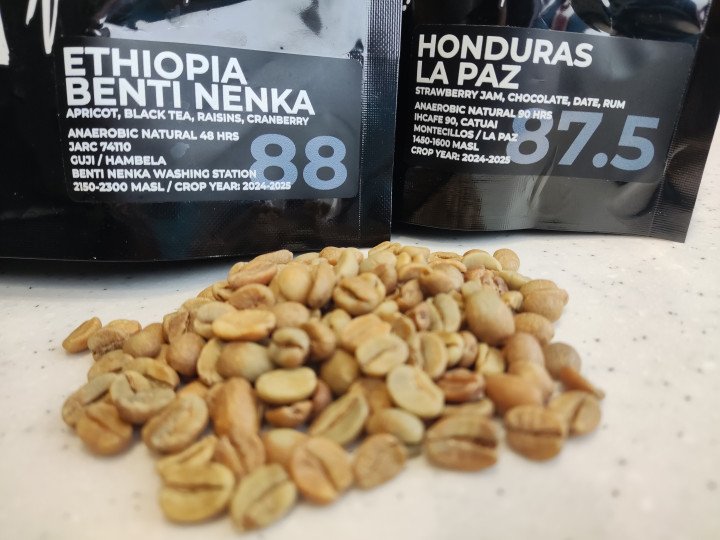 ETHIOPIA
BENTI NENKA
APRICOT, BLACK TEA, RAISINS, CRANBERRY
ANAEROBIC NATURAL 48 HRS
JARC 74110
GUJI / HAMBELA
BENTI NENKA WASHING STATION
2150-2300 MASL / CROP YEAR: 2024-2025
88
HONDURAS
LA PAZ
STRAWBERRY JAM, CHOCOLATE, DATE, RUM
ANAEROBIC NATURAL 90 HRS
IHCAFE 90, CATUAI
MONTECILLOS / LA PAZ
1450-1600 MASL
CROP YEAR: 2024-2025
87.5